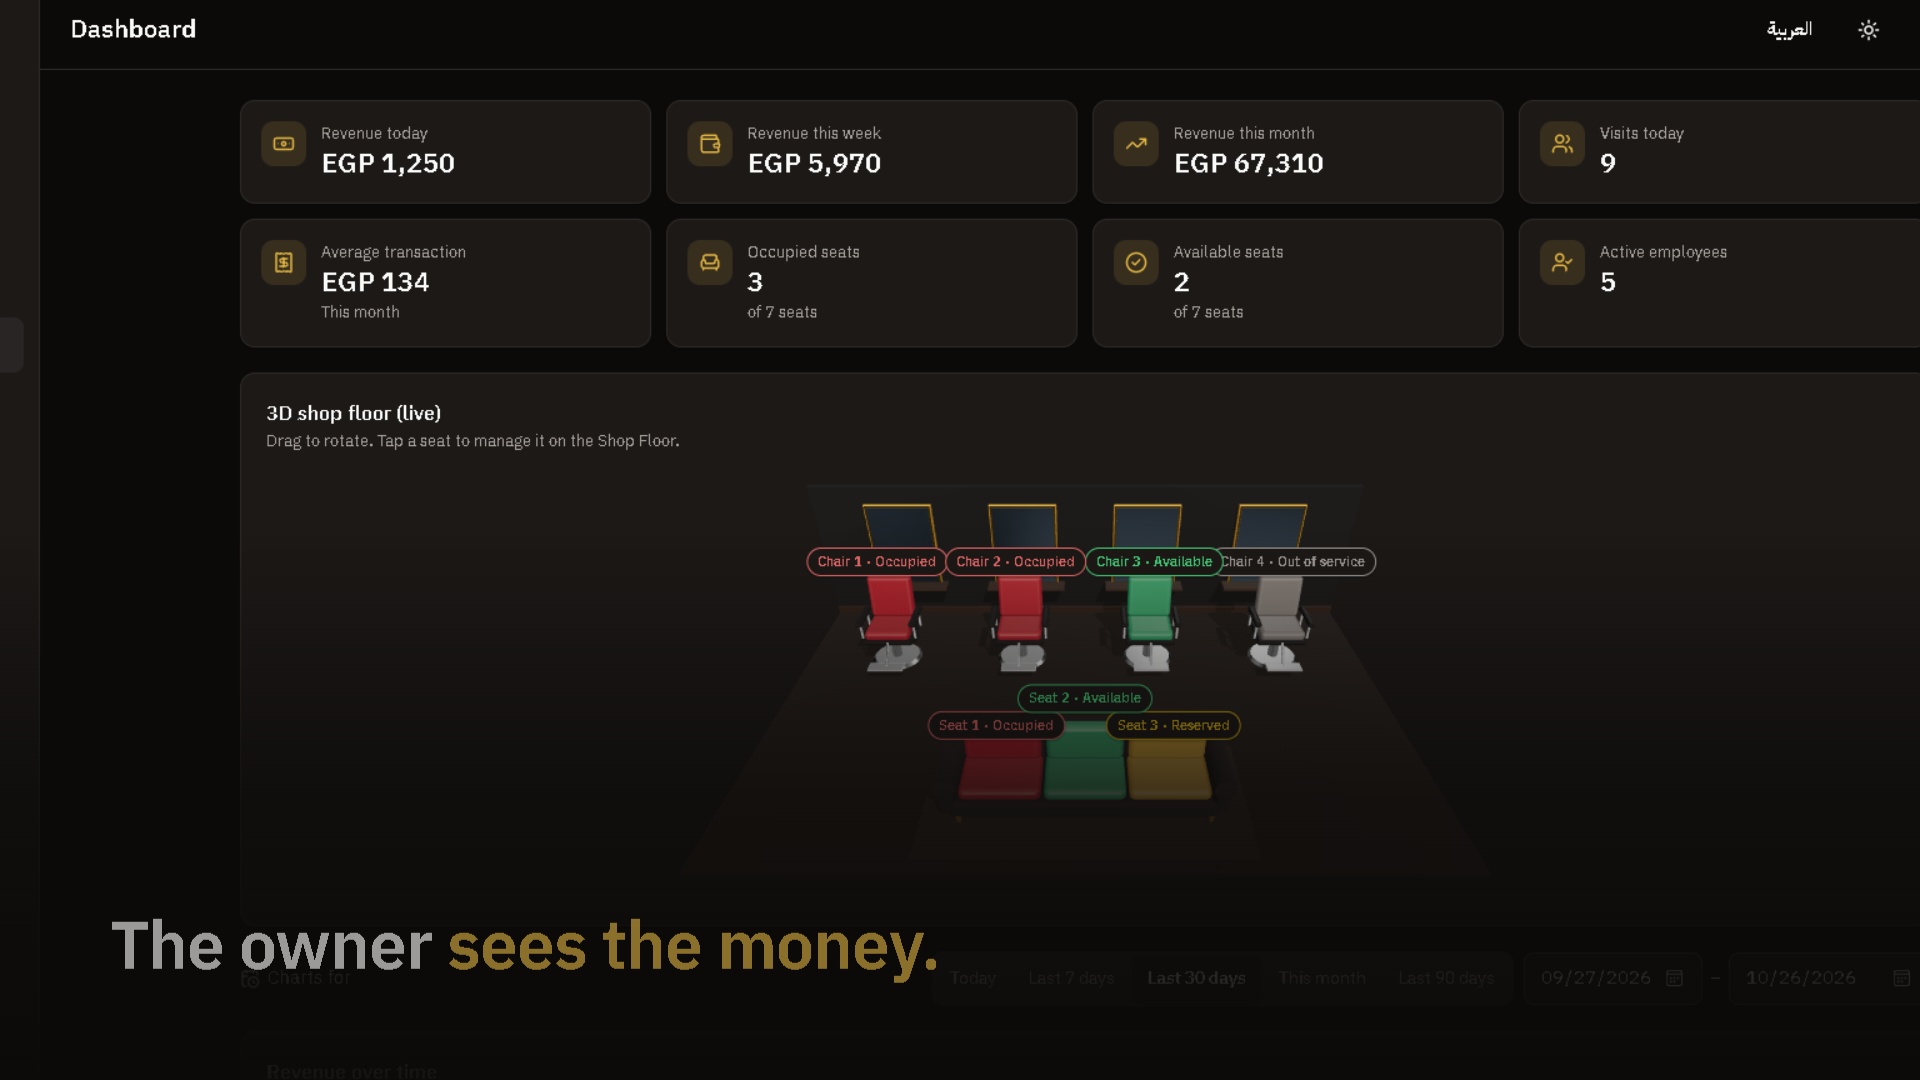 Dashboard
العربية
Revenue today
EGP 1,250
Revenue this week
EGP 5,970
Revenue this month
EGP 67,310
Visits today
9
Average transaction
EGP 134
This month
Occupied seats
3
of 7 seats
Available seats
2
of 7 seats
Active employees
5
3D shop floor (live)
Drag to rotate. Tap a seat to manage it on the Shop Floor.
Chair 1 • Occupied
Chair 2 • Occupied
Chair 3 • Available
Chair 4 • Out of service
Seat 2 • Available
Seat 1 • Occupied
Seat 3 • Reserved
The owner sees the money.
Charts for
Today
Last 7 days
Last 30 days
This month
Last 90 days
09/27/2026
–
10/26/2026
Revenue over time